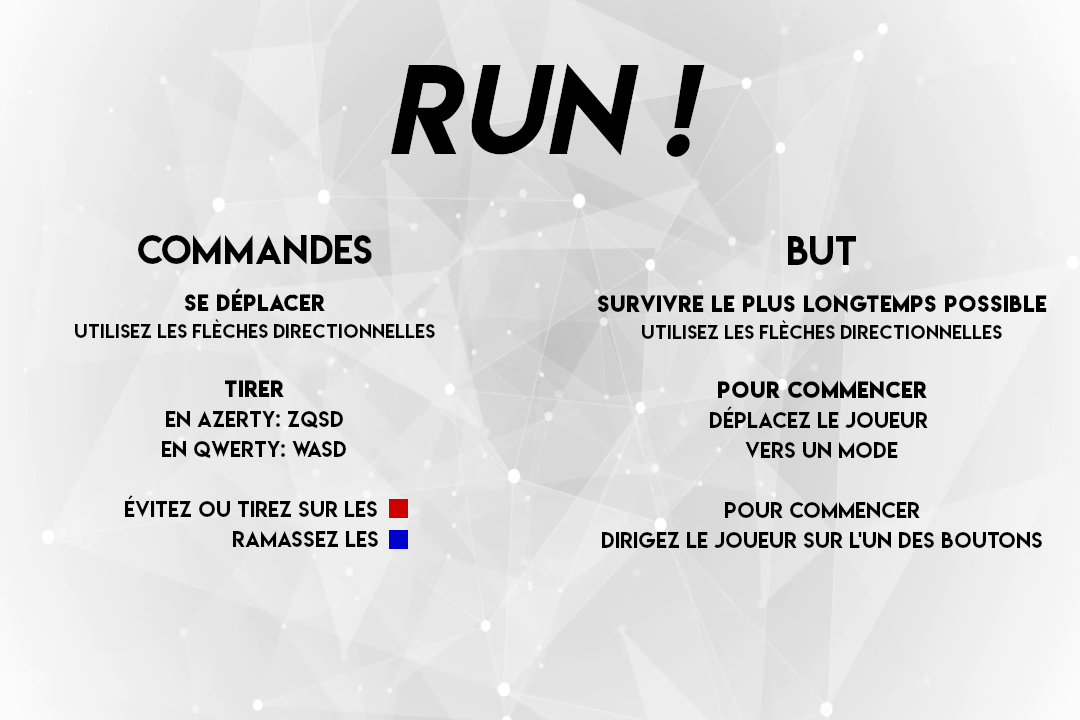 RUN !
COMMANDES
SE DÉPLACER
UTILISEZ LES FLÈCHES DIRECTIONNELLES
TIRER
EN AZERTY: ZQSD
EN QWERTY: WASD
ÉVITEZ OU TIREZ SUR LES
RAMASSEZ LES
BUT
SURVIVRE LE PLUS LONGTEMPS POSSIBLE
UTILISEZ LES FLÈCHES DIRECTIONNELLES
POUR COMMENCER
DÉPLACEZ LE JOUEUR
VERS UN MODE
POUR COMMENCER
DIRIGEZ LE JOUEUR SUR L'UN DES BOUTONS